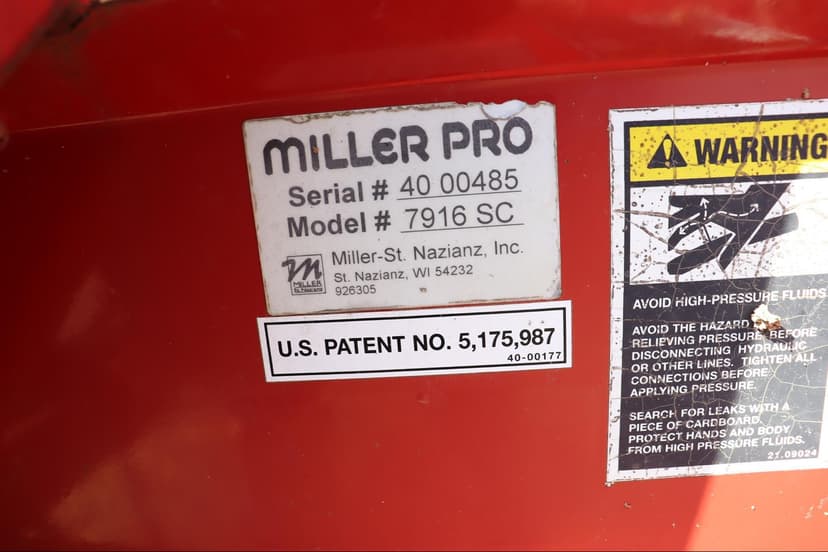 MILLER PRO
Serial # 40 00485
Model # 7916 SC
Miller-St. Nazianz, Inc.
St. Nazianz, WI 54232
926305
MILLER
St. Nazianz
U.S. PATENT NO. 5,175,987
40-00177
WARNING
AVOID HIGH-PRESSURE FLUIDS
AVOID THE HAZARD
RELIEVING PRESSURE BEFORE
DISCONNECTING HYDRAULIC
OR OTHER LINES. TIGHTEN ALL
CONNECTIONS BEFORE
APPLYING PRESSURE.
SEARCH FOR LEAKS WITH A
PIECE OF CARDBOARD.
PROTECT HANDS AND BODY
FROM HIGH PRESSURE FLUIDS.
21.09024